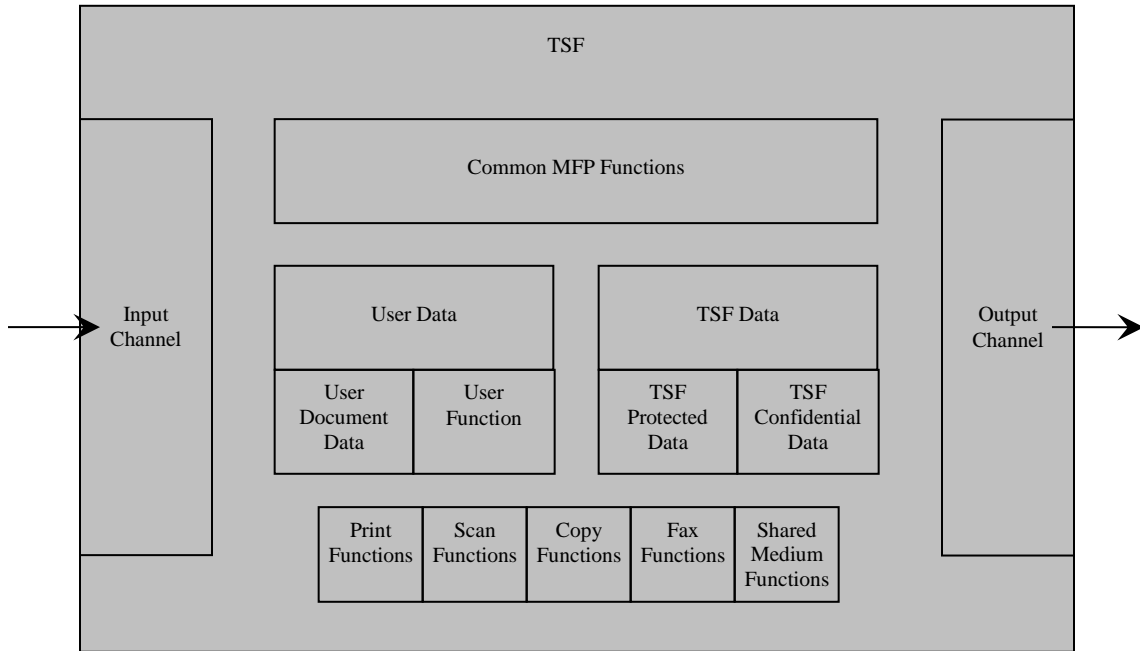 TSF
Common MFP Functions
Input
Channel
User Data
TSF Data
Output
Channel
User
Document
Data
User
Function
TSF
Protected
Data
TSF
Confidential
Data
Print
Functions
Scan
Functions
Copy
Functions
Fax
Functions
Shared
Medium
Functions